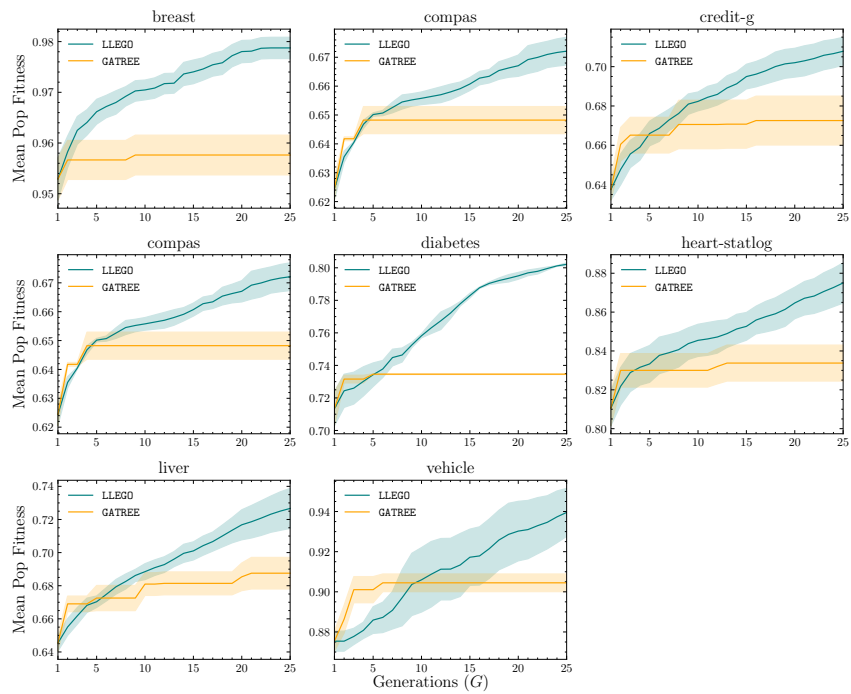 breast
compas
credit-g
Mean Pop Fitness
0.98
0.97
0.96
0.95
LLEGO
GATREE
1 5 10 15 20 25
0.67
0.66
0.65
0.64
0.63
0.62
LLEGO
GATREE
1 5 10 15 20 25
0.70
0.68
0.66
0.64
LLEGO
GATREE
1 5 10 15 20 25
compas
diabetes
heart-statlog
Mean Pop Fitness
0.67
0.66
0.65
0.64
0.63
0.62
LLEGO
GATREE
1 5 10 15 20 25
0.80
0.78
0.76
0.74
0.72
0.70
LLEGO
GATREE
1 5 10 15 20 25
0.88
0.86
0.84
0.82
0.80
LLEGO
GATREE
1 5 10 15 20 25
liver
vehicle
Mean Pop Fitness
0.74
0.72
0.70
0.68
0.66
0.64
LLEGO
GATREE
1 5 10 15 20 25
0.94
0.92
0.90
0.88
LLEGO
GATREE
1 5 10 15 20 25
Generations (G)